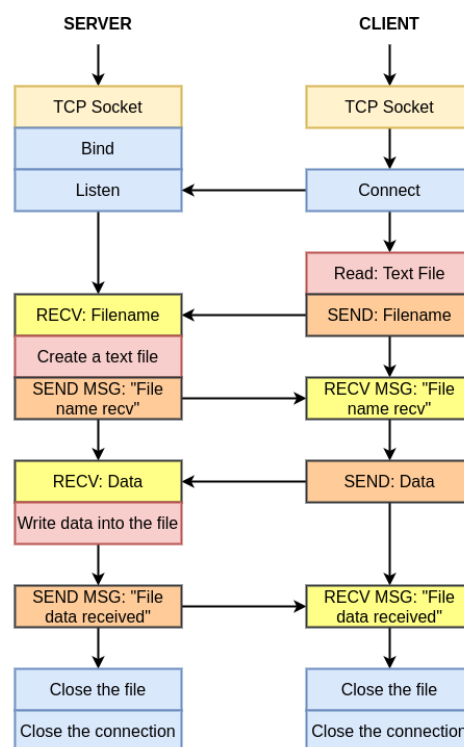 SERVER
CLIENT
TCP Socket
TCP Socket
Bind
Listen
Connect
Read: Text File
RECV: Filename
SEND: Filename
Create a text file
SEND MSG: "File
name recv"
RECV MSG: "File
name recv"
RECV: Data
SEND: Data
Write data into the file
SEND MSG: "File
data received"
RECV MSG: "File
data received"
Close the file
Close the file
Close the connection
Close the connection